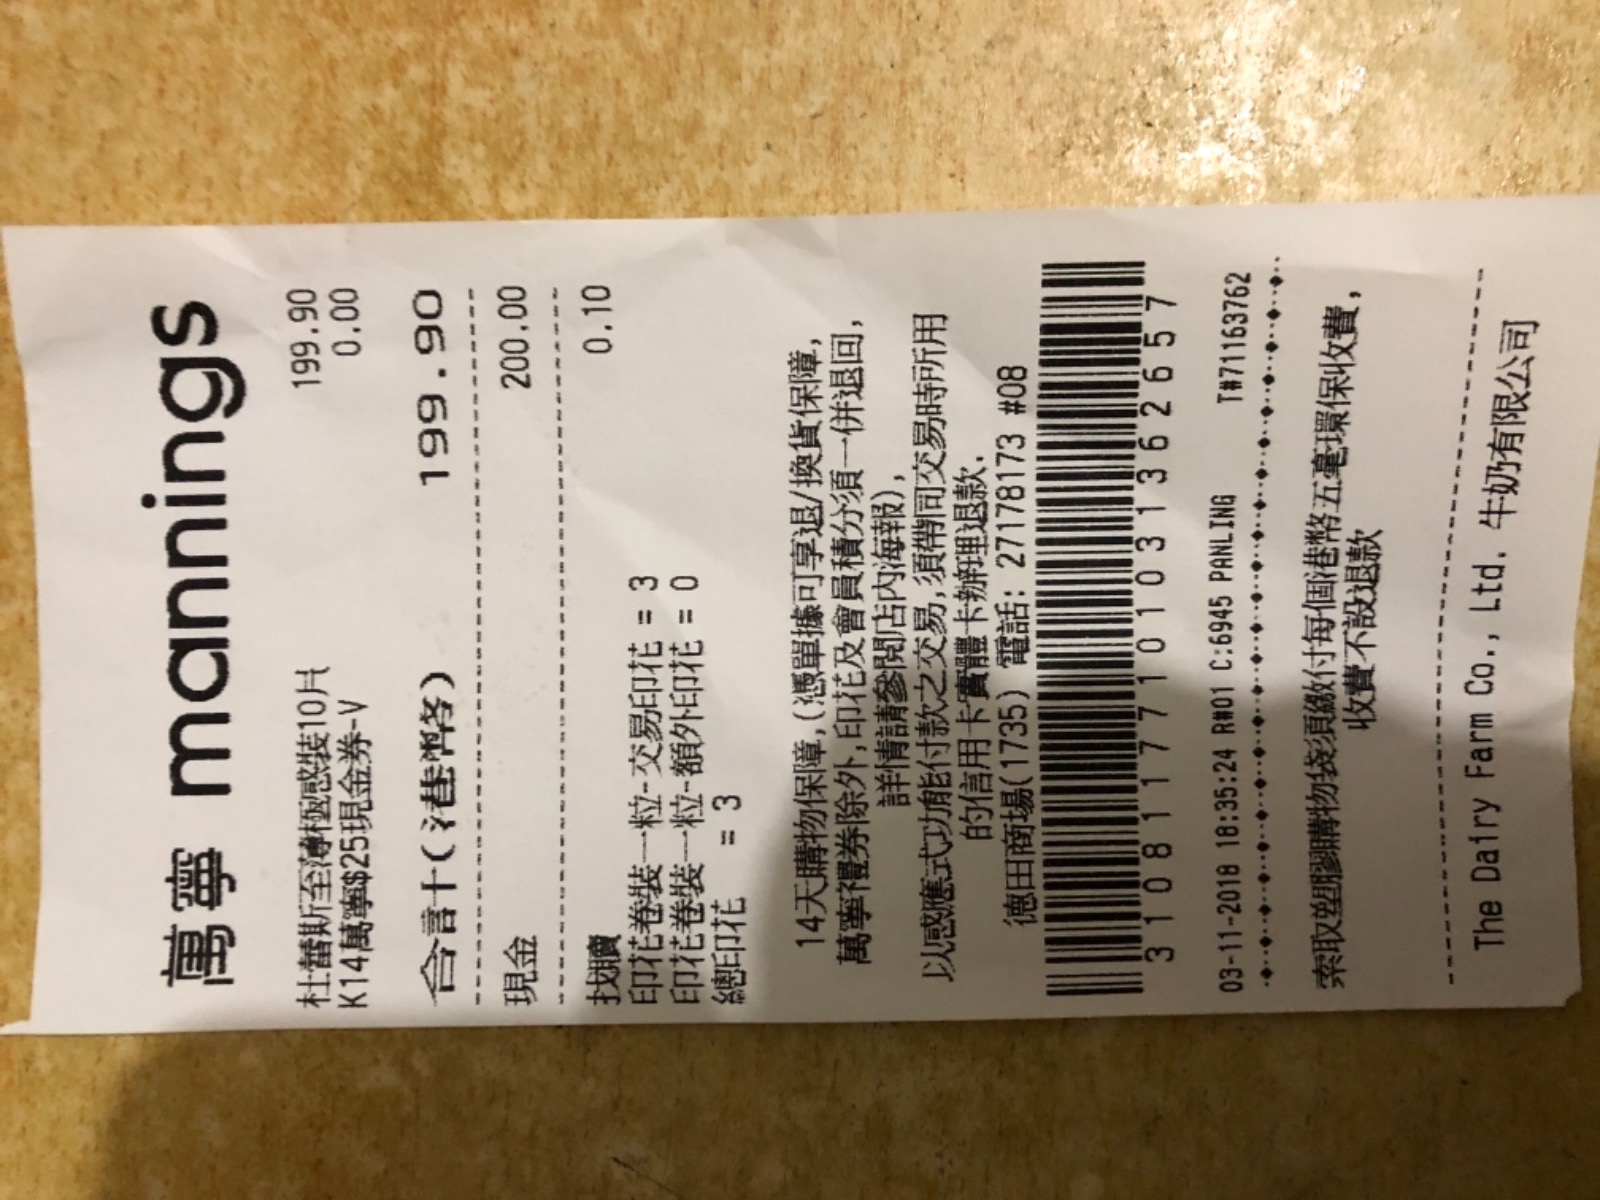 萬寧 mannings
杜蕾斯至薄極感裝10片 199.90
K14萬寧$25現金券-V 0.00
合計(港幣) 199.90
現金 200.00
找贖 0.10
印花卷裝一粒-交易印花 = 3
印花卷裝一粒-額外印花 = 0
總印花 = 3
14天購物保障,(憑單據可享退/換貨保障,
萬寧禮券除外,印花及會員積分須一併退回,
詳情請參閱店內海報),
以感應式功能付款之交易,須帶同交易時所用
的信用卡實體卡辦理退款.
德田商場(1735) 電話: 27178173 #08
31081177101031362657
03-11-2018 18:35:24 R#01 C:6945 PANLING T#71163762
索取塑膠購物袋須繳付每個港幣五毫環保收費,
收費不設退款
The Dairy Farm Co., Ltd. 牛奶有限公司